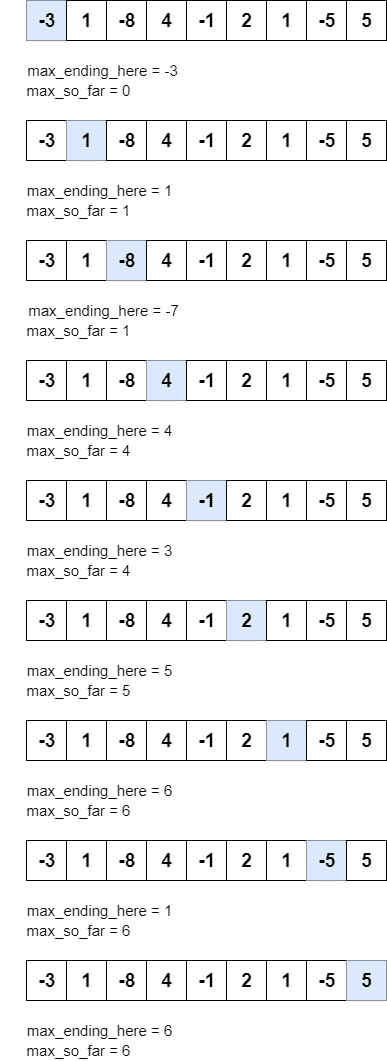 -3 1 -8 4 -1 2 1 -5 5
max_ending_here = -3
max_so_far = 0
-3 1 -8 4 -1 2 1 -5 5
max_ending_here = 1
max_so_far = 1
-3 1 -8 4 -1 2 1 -5 5
max_ending_here = -7
max_so_far = 1
-3 1 -8 4 -1 2 1 -5 5
max_ending_here = 4
max_so_far = 4
-3 1 -8 4 -1 2 1 -5 5
max_ending_here = 3
max_so_far = 4
-3 1 -8 4 -1 2 1 -5 5
max_ending_here = 5
max_so_far = 5
-3 1 -8 4 -1 2 1 -5 5
max_ending_here = 6
max_so_far = 6
-3 1 -8 4 -1 2 1 -5 5
max_ending_here = 1
max_so_far = 6
-3 1 -8 4 -1 2 1 -5 5
max_ending_here = 6
max_so_far = 6